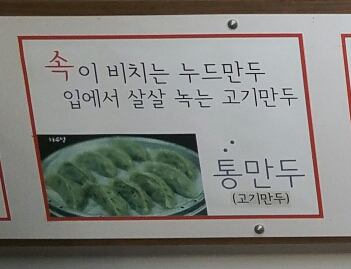 속이 비치는 누드만두
입에서 살살 녹는 고기만두
통만두
(고기만두)